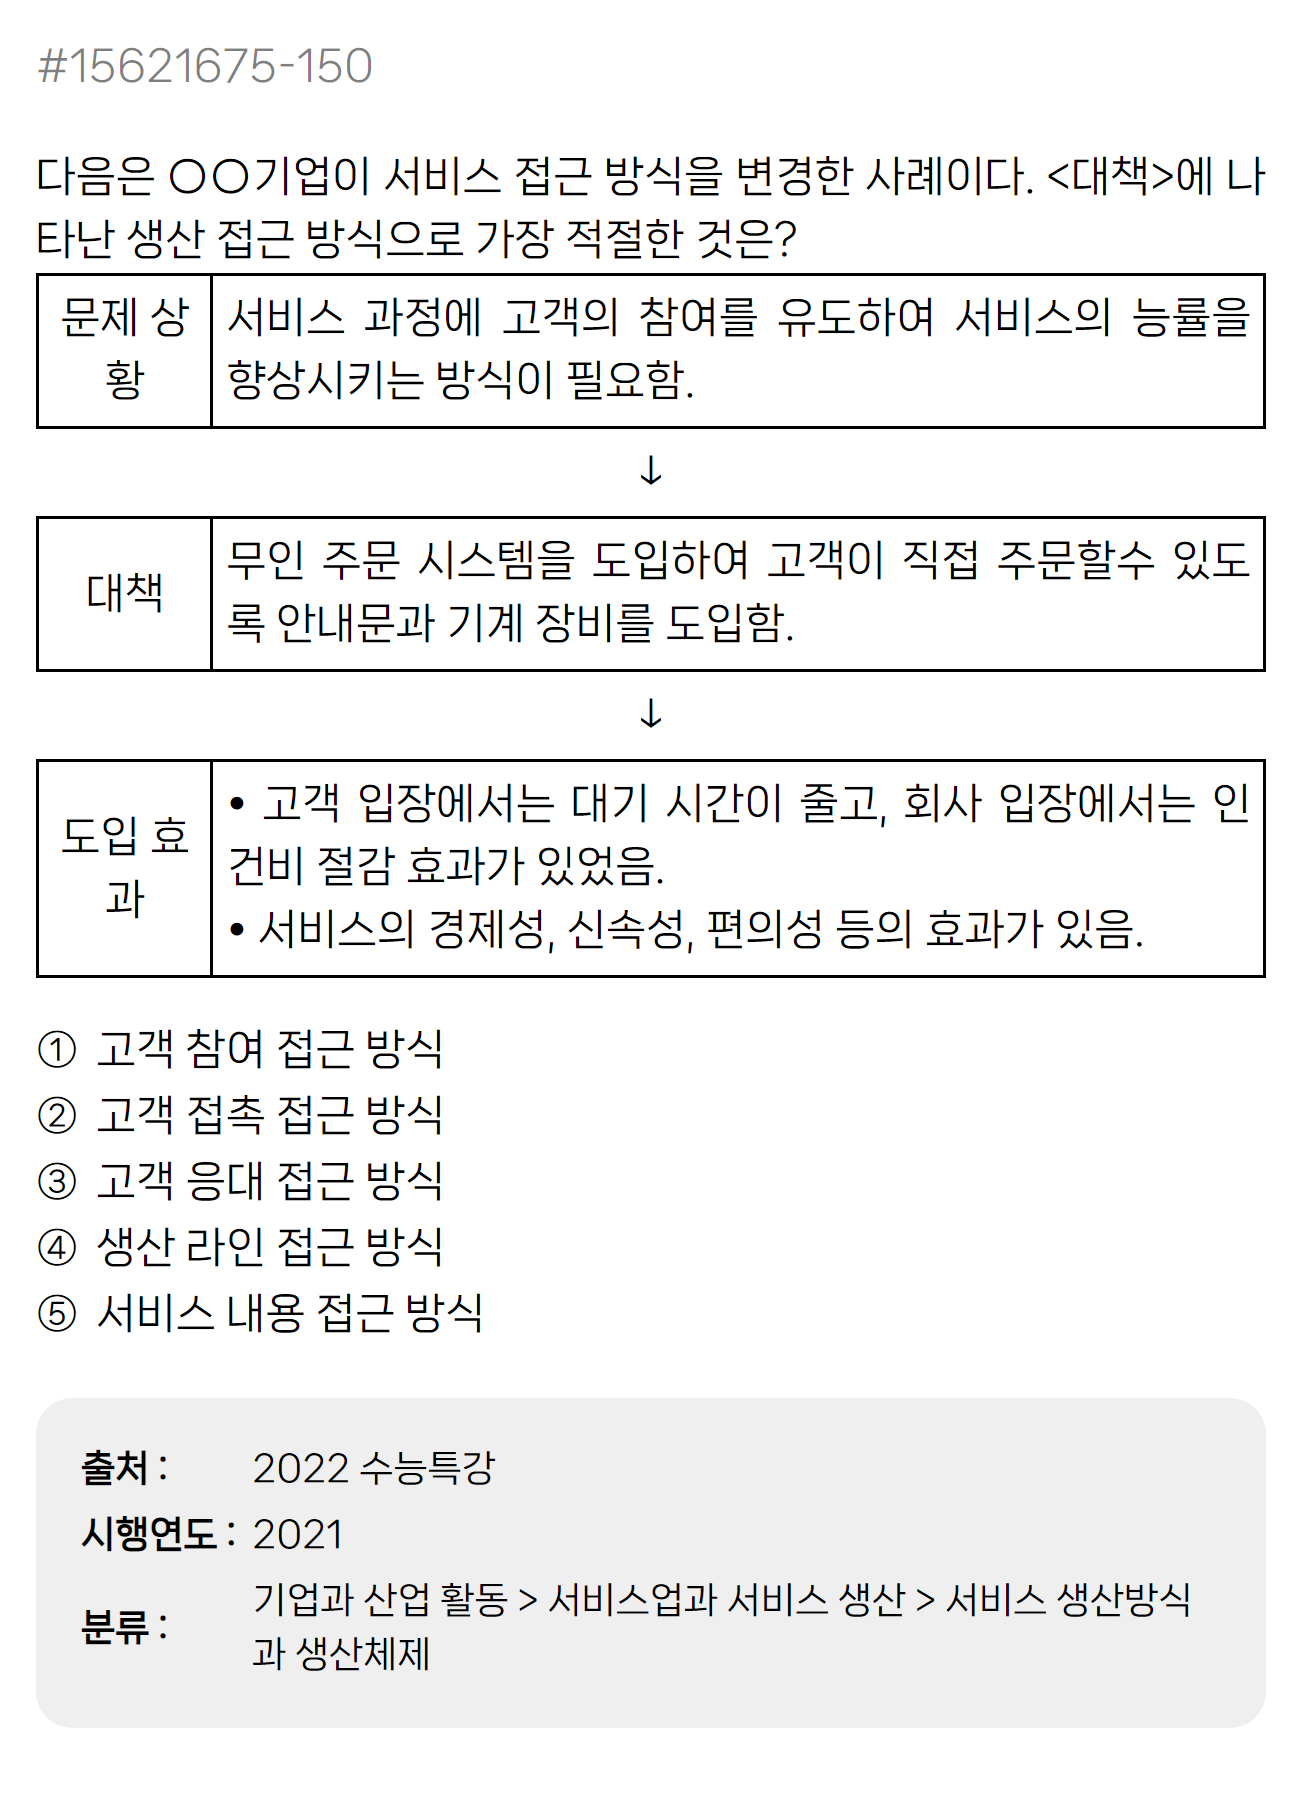 #15621675-150
다음은 〇〇기업이 서비스 접근 방식을 변경한 사례이다. <대책>에 나
타난 생산 접근 방식으로 가장 적절한 것은?
문제 상
황
서비스 과정에 고객의 참여를 유도하여 서비스의 능률을
향상시키는 방식이 필요함.
↓
대책
무인 주문 시스템을 도입하여 고객이 직접 주문할수 있도
록 안내문과 기계 장비를 도입함.
↓
도입 효
과
• 고객 입장에서는 대기 시간이 줄고, 회사 입장에서는 인
건비 절감 효과가 있었음.
• 서비스의 경제성, 신속성, 편의성 등의 효과가 있음.
① 고객 참여 접근 방식
② 고객 접촉 접근 방식
③ 고객 응대 접근 방식
④ 생산 라인 접근 방식
⑤ 서비스 내용 접근 방식
출처 : 2022 수능특강
시행연도 : 2021
분류 : 기업과 산업 활동 > 서비스업과 서비스 생산 > 서비스 생산방식
과 생산체제